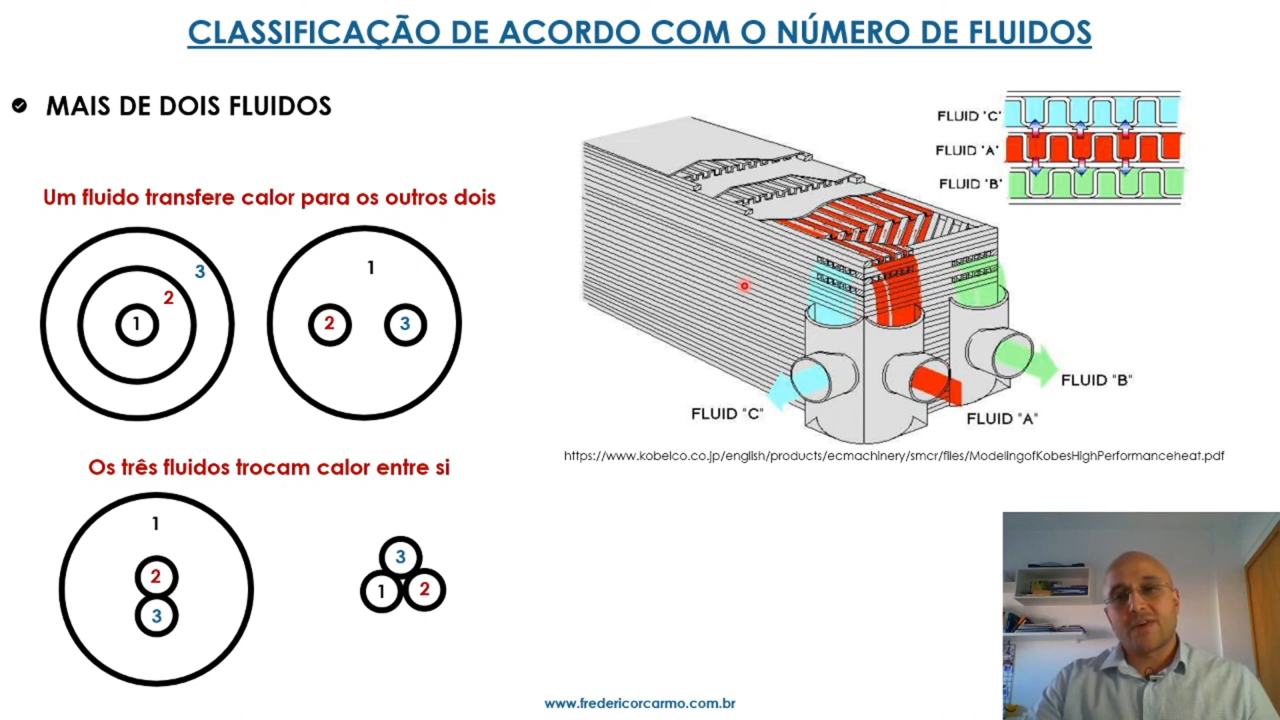 CLASSIFICAÇÃO DE ACORDO COM O NÚMERO DE FLUIDOS
MAIS DE DOIS FLUIDOS
Um fluido transfere calor para os outros dois
3
2
1
1
2
3
Os três fluidos trocam calor entre si
1
2
3
3
1
2
FLUID 'C'
FLUID 'A'
FLUID 'B'
FLUID "B"
FLUID "C"
FLUID "A"
https://www.kobelco.co.jp/english/products/ecmachinery/smcr/files/ModelingofKobesHighPerformanceheat.pdf
www.fredericorcarmo.com.br